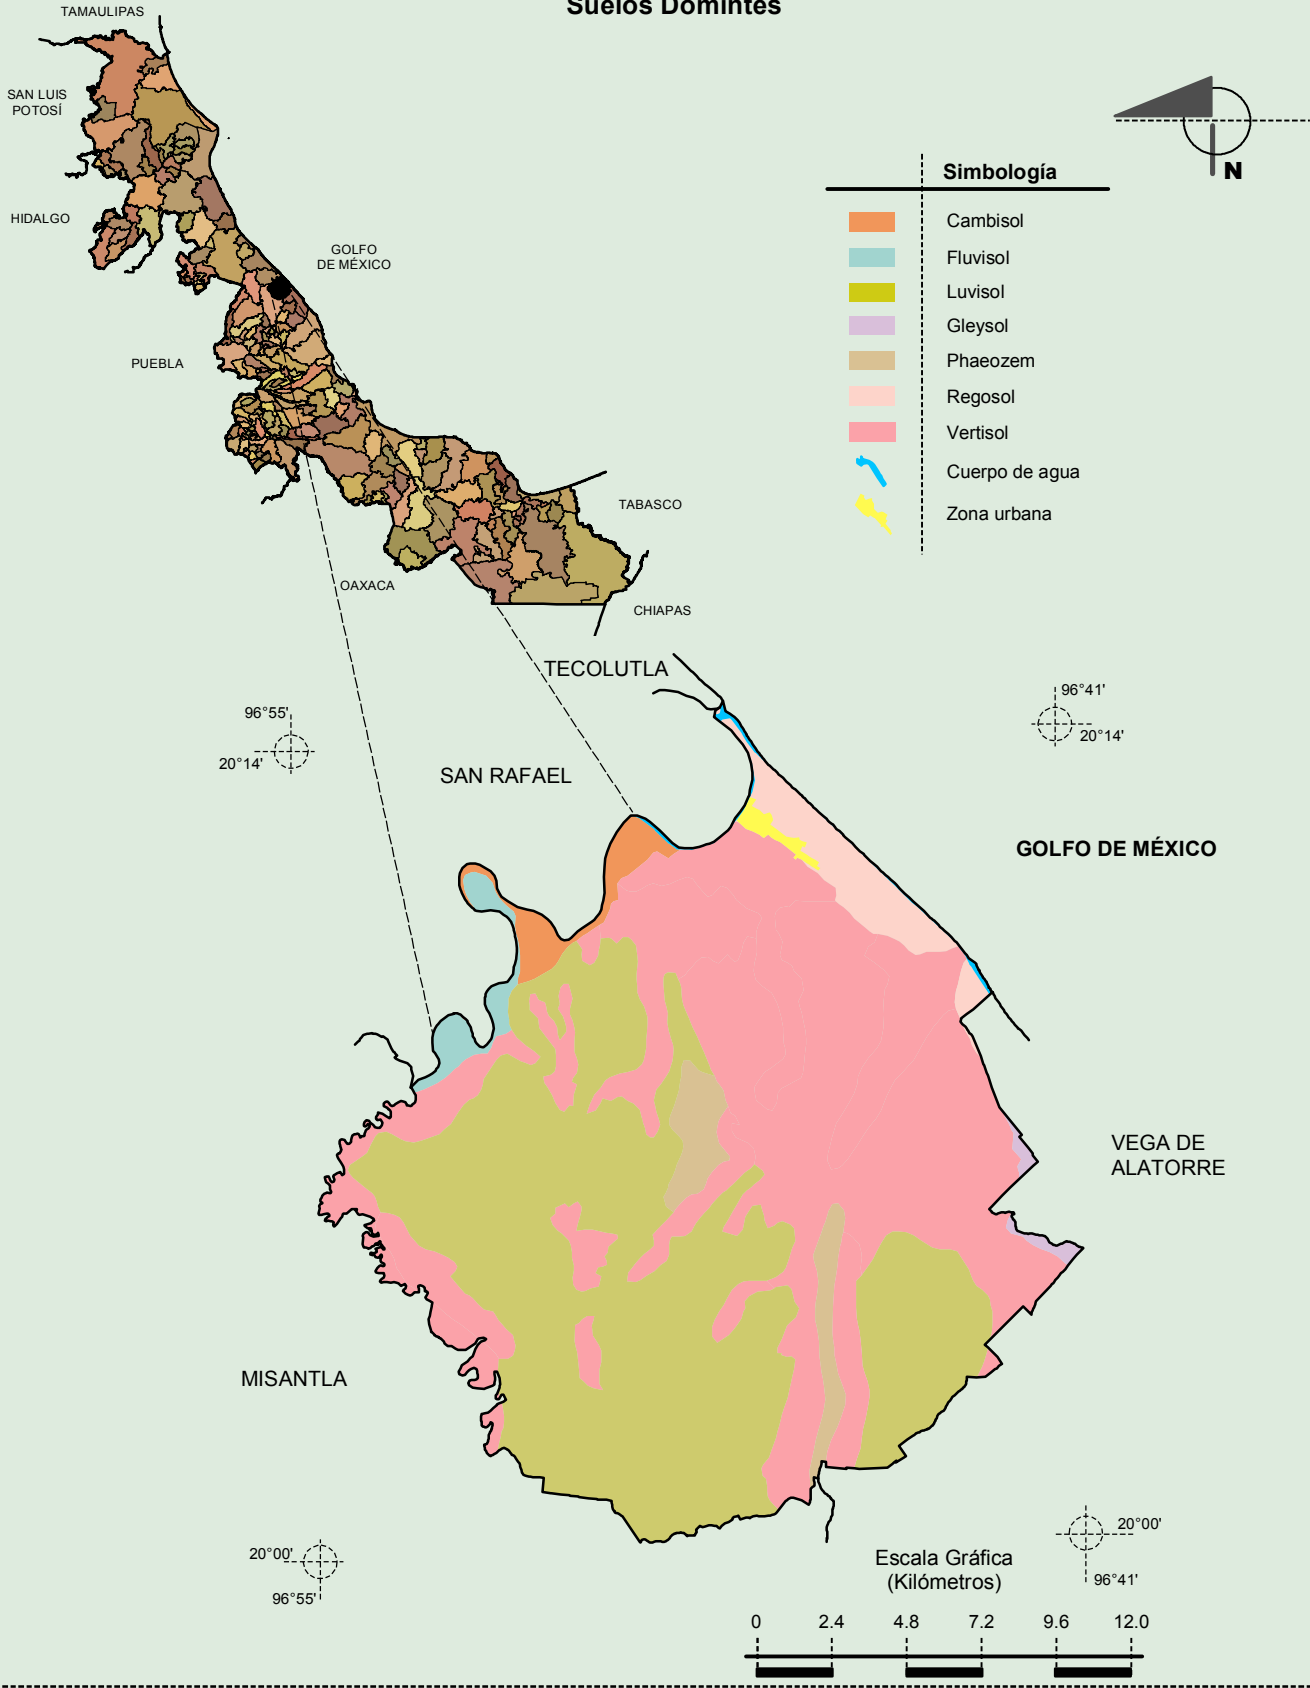 Suelos Domintes
TAMAULIPAS
SAN LUIS
POTOSÍ
HIDALGO
GOLFO
DE MÉXICO
PUEBLA
TABASCO
OAXACA
CHIAPAS
N
Simbología
Cambisol
Fluvisol
Luvisol
Gleysol
Phaeozem
Regosol
Vertisol
Cuerpo de agua
Zona urbana
TECOLUTLA
96°55'
20°14'
96°41'
20°14'
SAN RAFAEL
GOLFO DE MÉXICO
VEGA DE
ALATORRE
MISANTLA
20°00'
96°55'
20°00'
96°41'
Escala Gráfica
(Kilómetros)
0 2.4 4.8 7.2 9.6 12.0